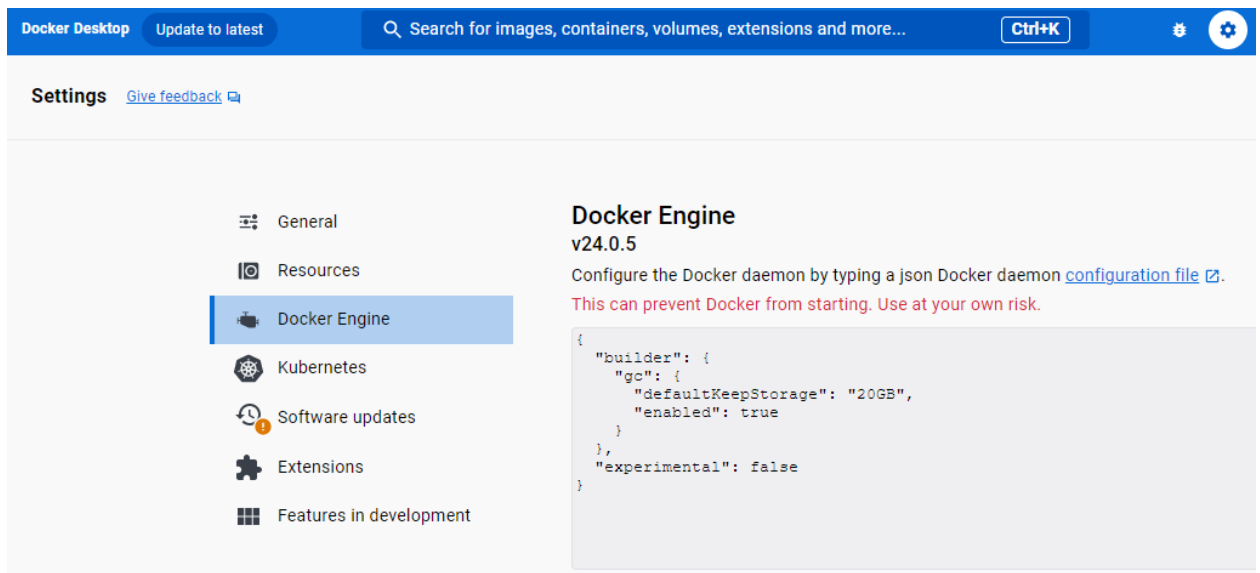 Docker Desktop Update to latest Search for images, containers, volumes, extensions and more... Ctrl+K
Settings Give feedback
General
Resources
Docker Engine
Kubernetes
Software updates
Extensions
Features in development
Docker Engine
v24.0.5
Configure the Docker daemon by typing a json Docker daemon configuration file.
This can prevent Docker from starting. Use at your own risk.
{
  "builder": {
    "gc": {
      "defaultKeepStorage": "20GB",
      "enabled": true
    }
  },
  "experimental": false
}